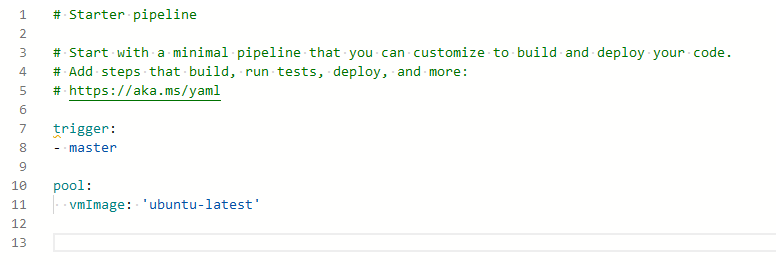 1 # Starter pipeline
2
3 # Start with a minimal pipeline that you can customize to build and deploy your code.
4 # Add steps that build, run tests, deploy, and more:
5 # https://aka.ms/yaml
6
7 trigger:
8 - master
9
10 pool:
11   vmImage: 'ubuntu-latest'
12
13